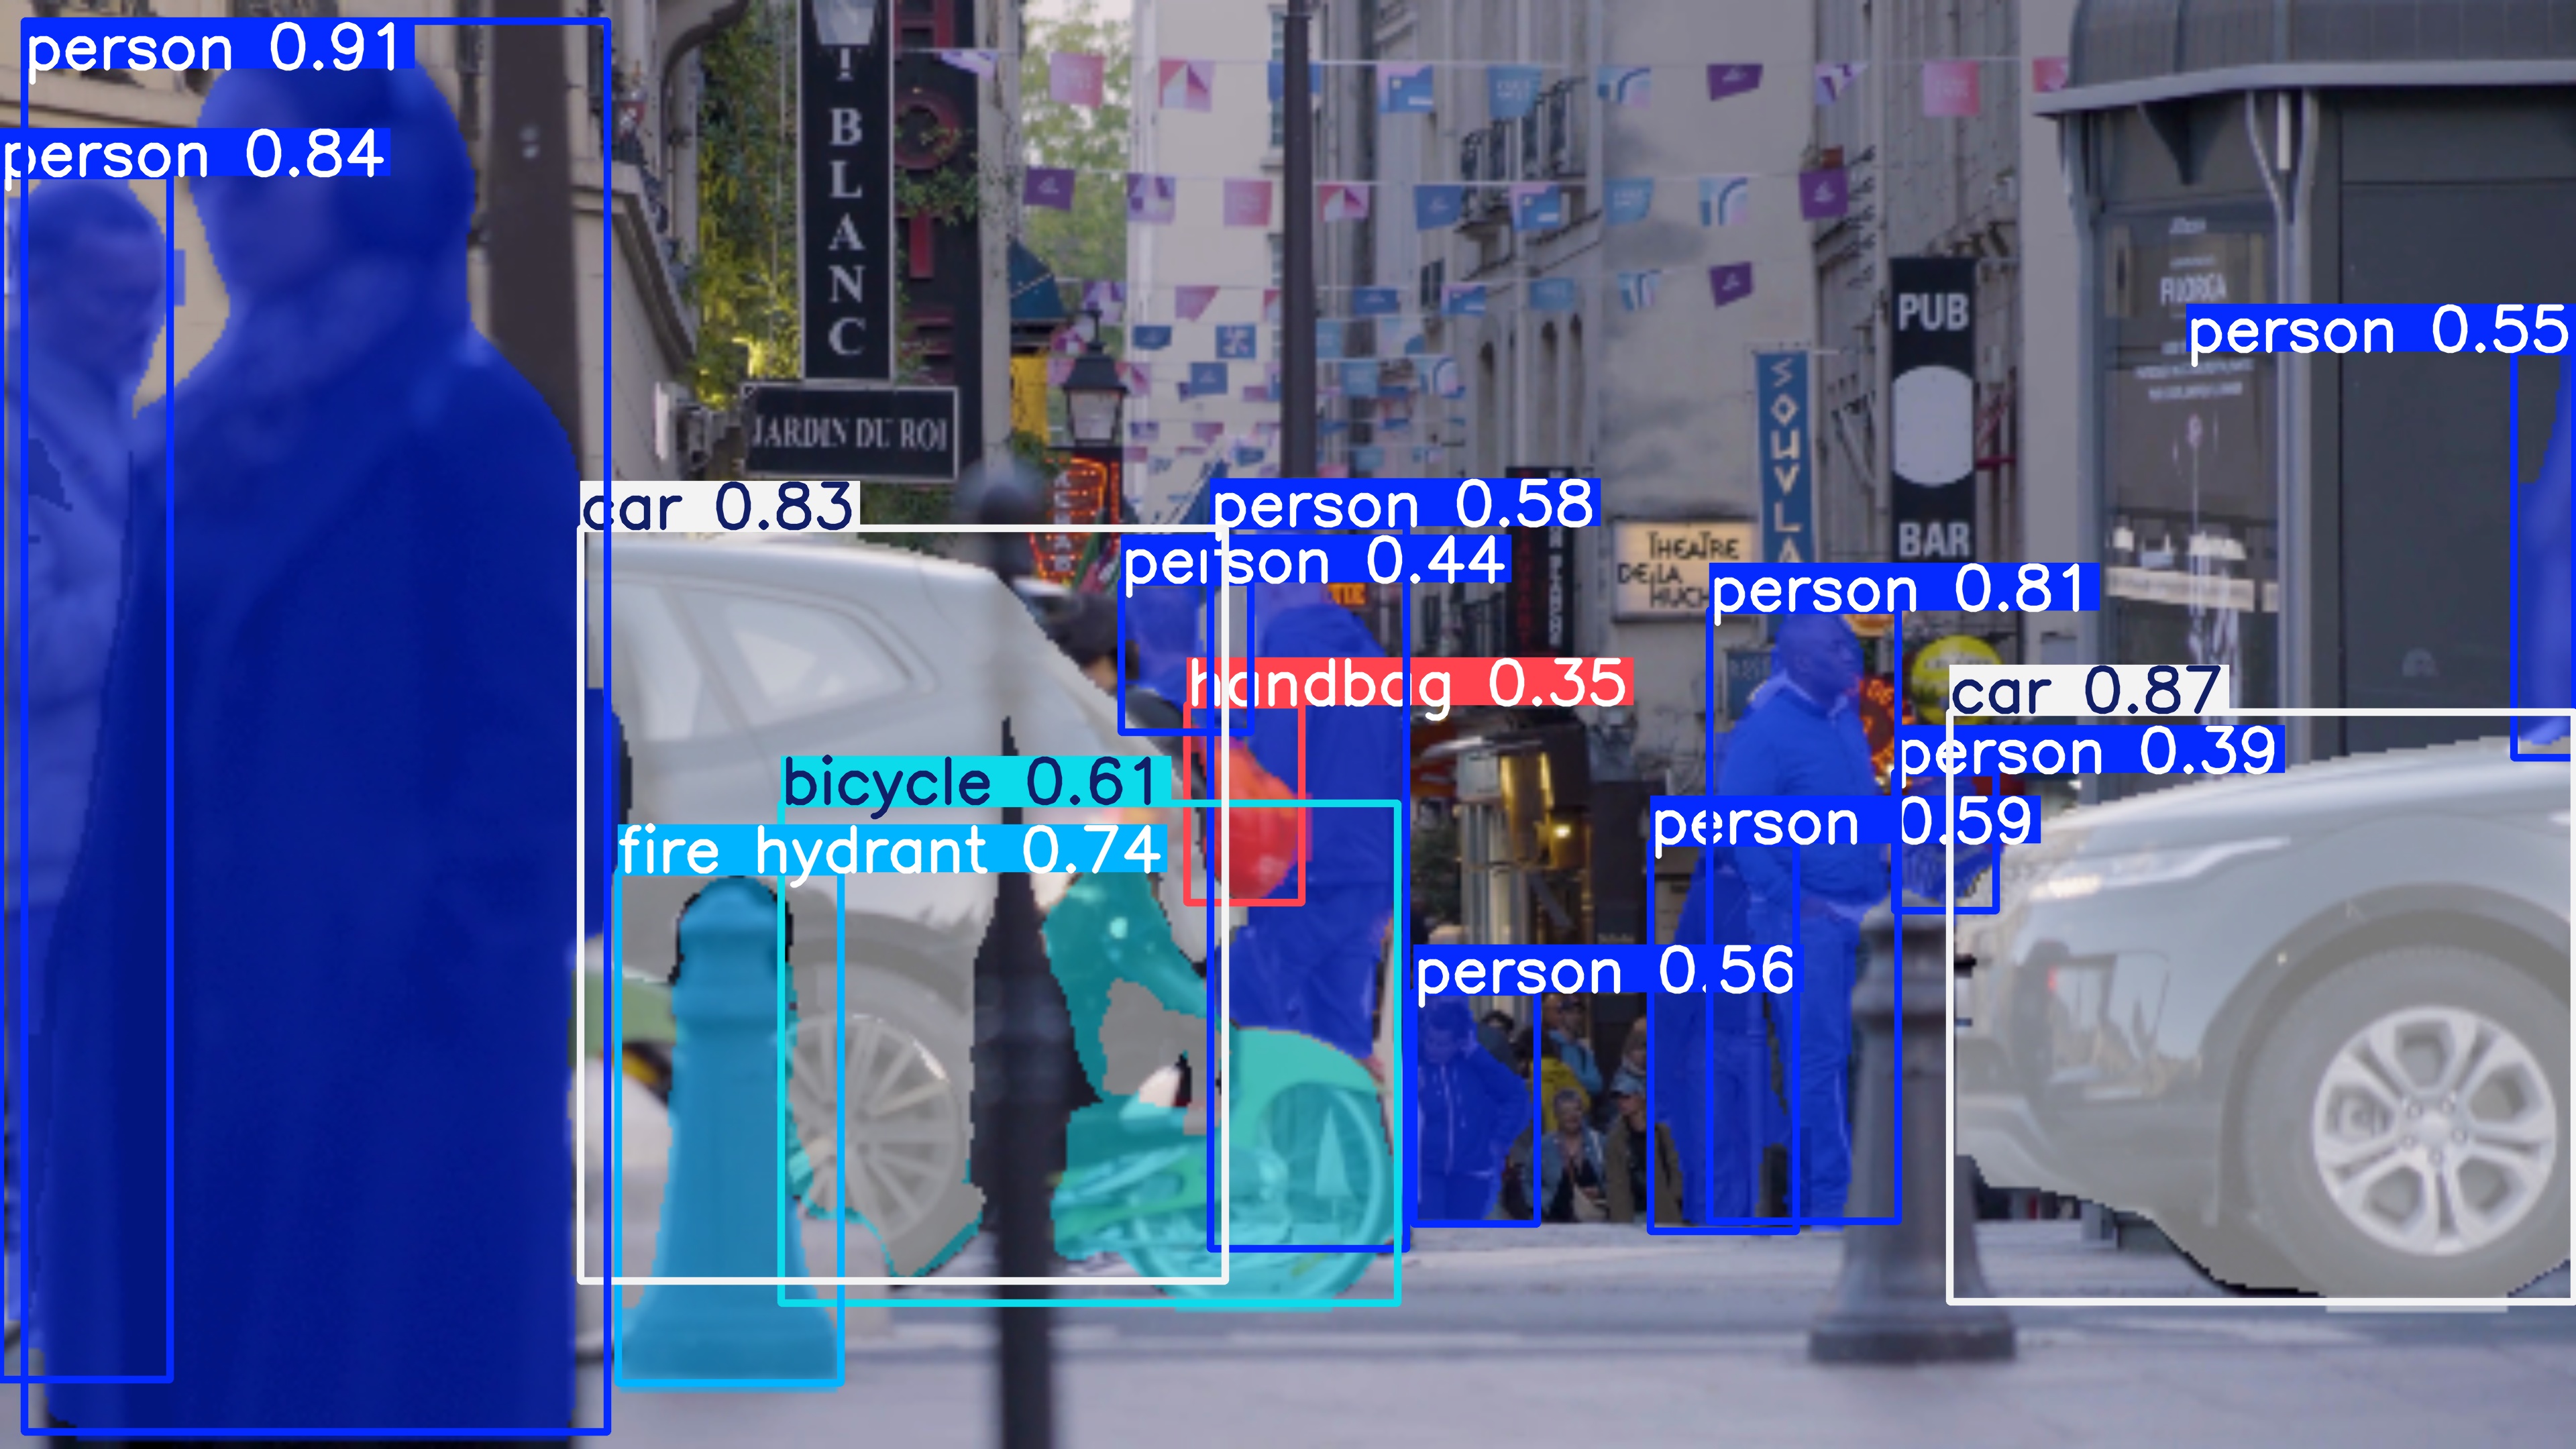 person 0.91
person 0.84
T BLANC
JARDIN DU ROI
PUB
BAR
person 0.55
SOUVLA
THEATRE
DE LA
HUCH
car 0.83
person 0.58
person 0.44
person 0.81
handbag 0.35
car 0.87
person 0.39
bicycle 0.61
person 0.59
fire hydrant 0.74
person 0.56